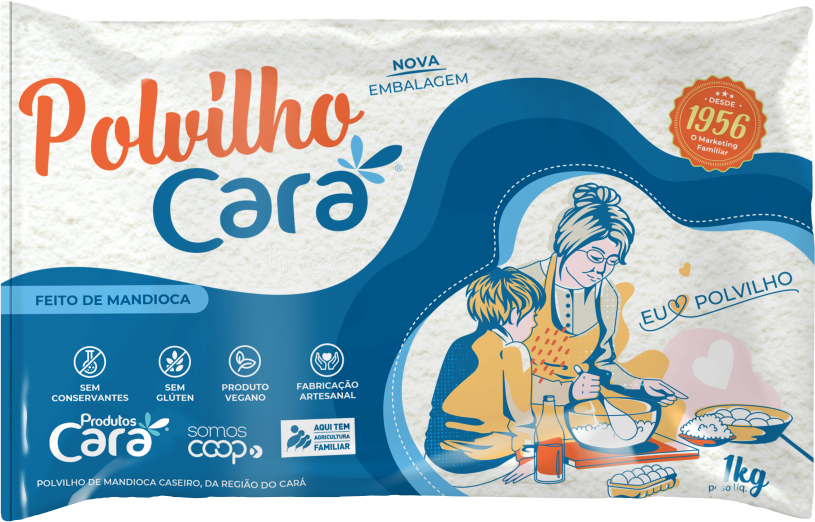 Polvilho
Cará
®
NOVA
EMBALAGEM
DESDE
1956
O Marketing
Familiar
FEITO DE MANDIOCA
EU POLVILHO
SEM
CONSERVANTES
SEM
GLÚTEN
PRODUTO
VEGANO
FABRICAÇÃO
ARTESANAL
Produtos
Cará
somos
coop
AQUI TEM
AGRICULTURA
FAMILIAR
POLVILHO DE MANDIOCA CASEIRO, DA REGIÃO DO CARÁ
1kg
peso líq.